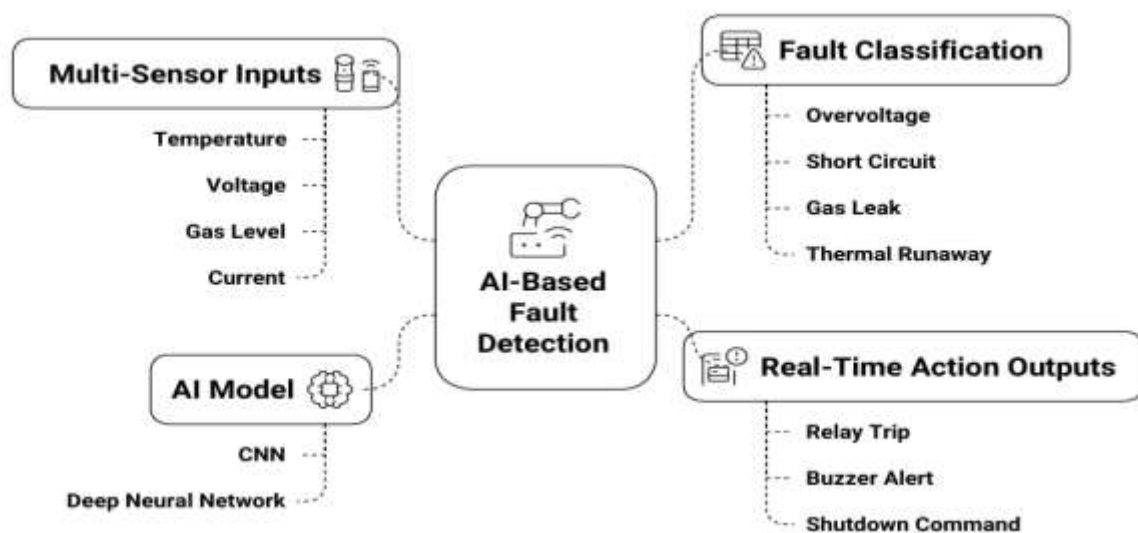 Multi-Sensor Inputs
Temperature
Voltage
Gas Level
Current
AI Model
CNN
Deep Neural Network
AI-Based
Fault
Detection
Fault Classification
Overvoltage
Short Circuit
Gas Leak
Thermal Runaway
Real-Time Action Outputs
Relay Trip
Buzzer Alert
Shutdown Command